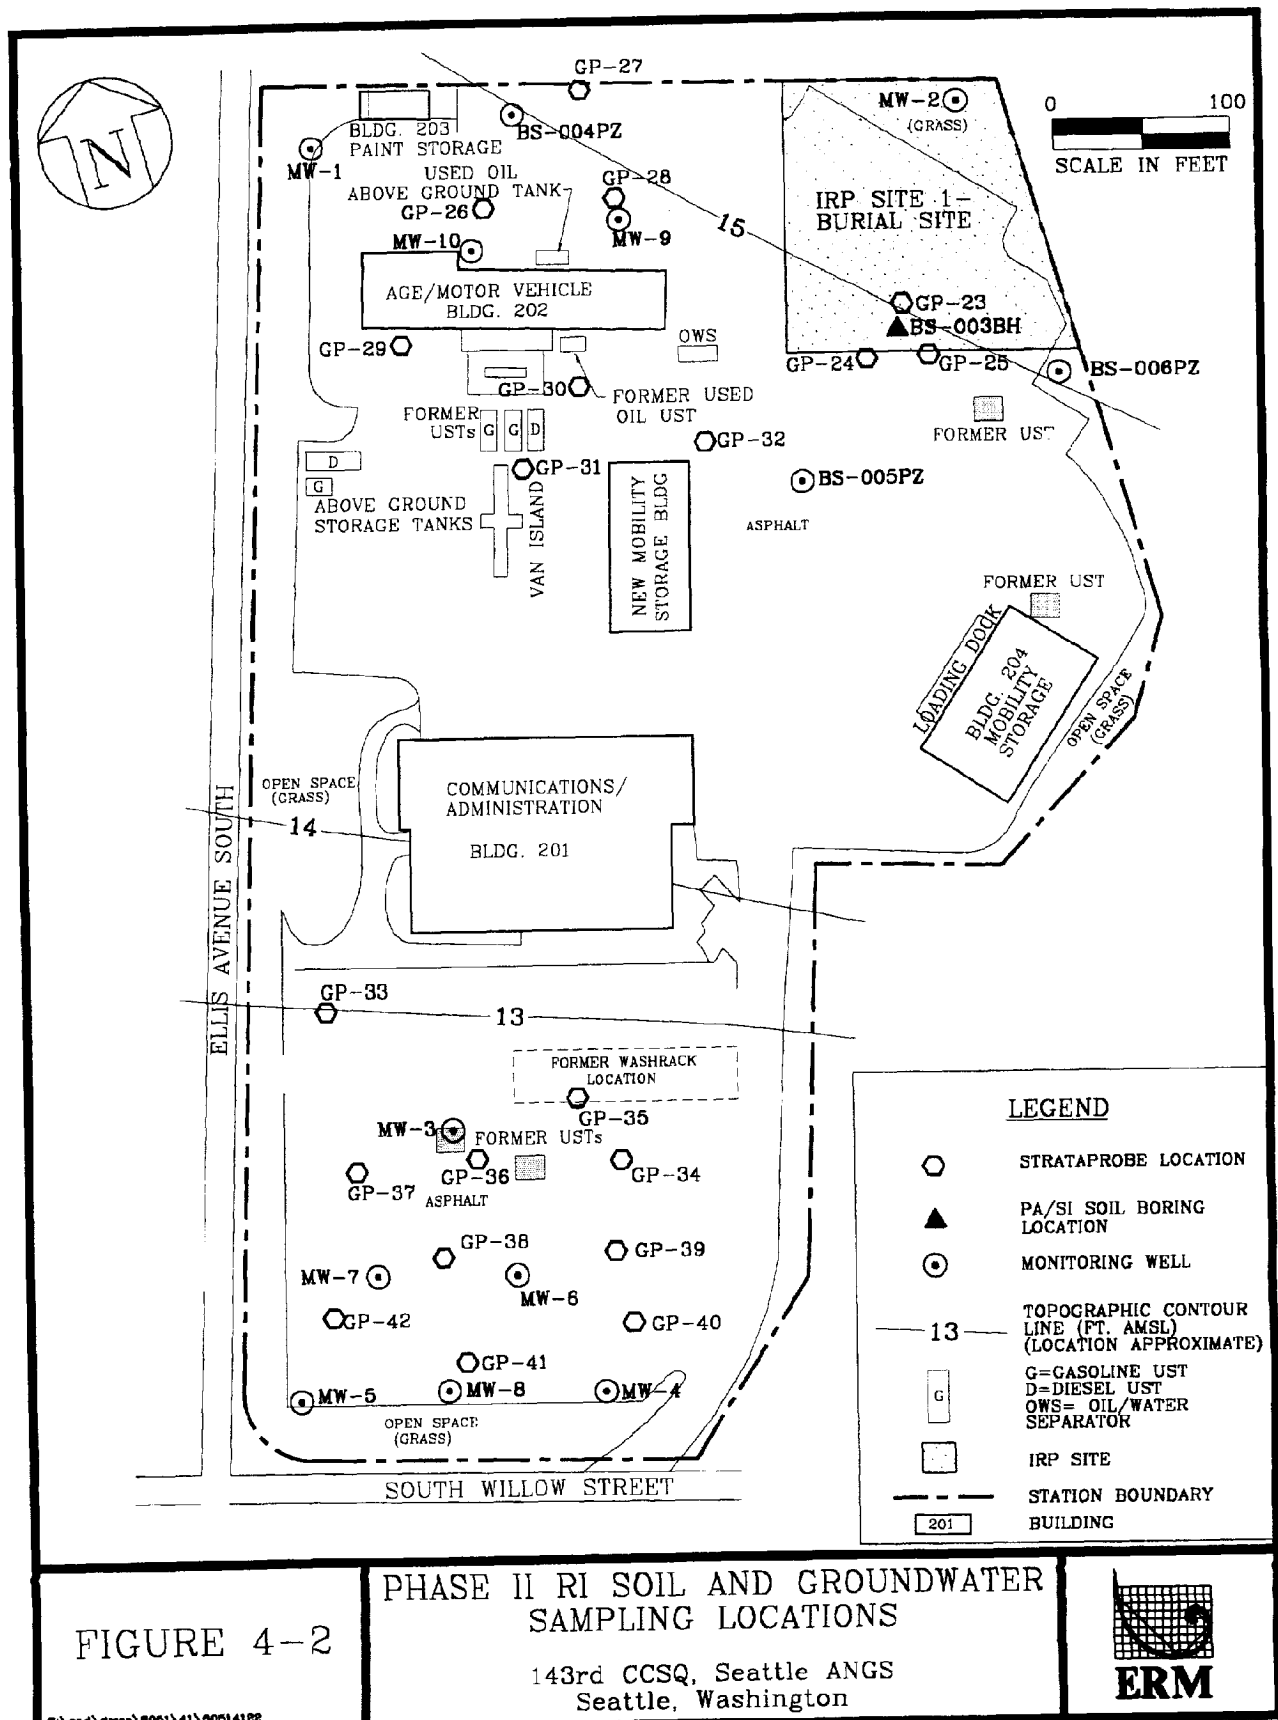 GP-27
MW-2
(GRASS)
0 100
SCALE IN FEET
N
BLDG. 203
PAINT STORAGE
BS-004PZ
MW-1
USED OIL
ABOVE GROUND TANK
GP-28
GP-26
IRP SITE 1-
BURIAL SITE
15
MW-10
MW-9
AGE/MOTOR VEHICLE
BLDG. 202
GP-23
BS-003BH
GP-29
OWS
GP-24
GP-25
BS-006PZ
GP-30
FORMER USED
OIL UST
FORMER
USTs
G G D
FORMER UST
GP-32
D
GP-31
G
BS-005PZ
ABOVE GROUND
STORAGE TANKS
VAN ISLAND
NEW MOBILITY
STORAGE BLDG
ASPHALT
FORMER UST
LOADING DOCK
BLDG. 204
MOBILITY
STORAGE
OPEN SPACE
(GRASS)
OPEN SPACE
(GRASS)
COMMUNICATIONS/
ADMINISTRATION
BLDG. 201
14
ELLIS AVENUE SOUTH
GP-33
13
FORMER WASHRACK
LOCATION
GP-35
MW-3
FORMER USTs
GP-36
GP-34
GP-37
ASPHALT
GP-38
GP-39
MW-7
MW-6
GP-42
GP-40
GP-41
MW-5
MW-8
MW-4
OPEN SPACE
(GRASS)
SOUTH WILLOW STREET
LEGEND
STRATAPROBE LOCATION
PA/SI SOIL BORING
LOCATION
MONITORING WELL
13
TOPOGRAPHIC CONTOUR
LINE (FT. AMSL)
(LOCATION APPROXIMATE)
G
G=GASOLINE UST
D=DIESEL UST
OWS= OIL/WATER
SEPARATOR
IRP SITE
STATION BOUNDARY
201 BUILDING
FIGURE 4-2
PHASE II RI SOIL AND GROUNDWATER
SAMPLING LOCATIONS
143rd CCSQ, Seattle ANGS
Seattle, Washington
ERM